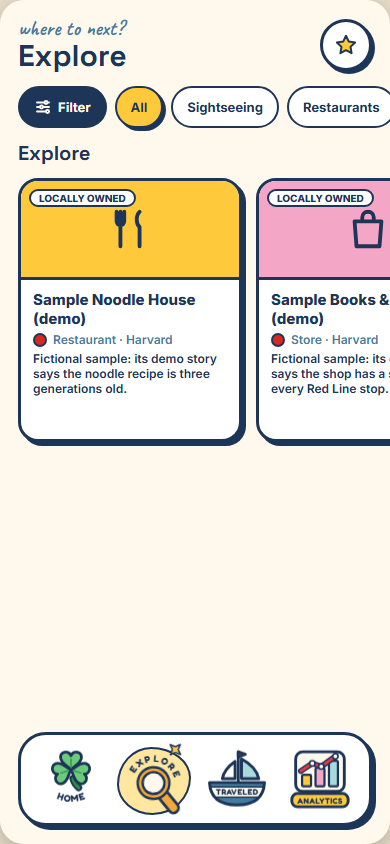 where to next?
Explore
Filter
All
Sightseeing
Restaurants
Explore
LOCALLY OWNED
Sample Noodle House
(demo)
Restaurant · Harvard
Fictional sample: its demo story
says the noodle recipe is three
generations old.
LOCALLY OWNED
Sample Books &
(demo)
Store · Harvard
Fictional sample: its
says the shop has a
every Red Line stop.
HOME
EXPLORE
TRAVELED
ANALYTICS